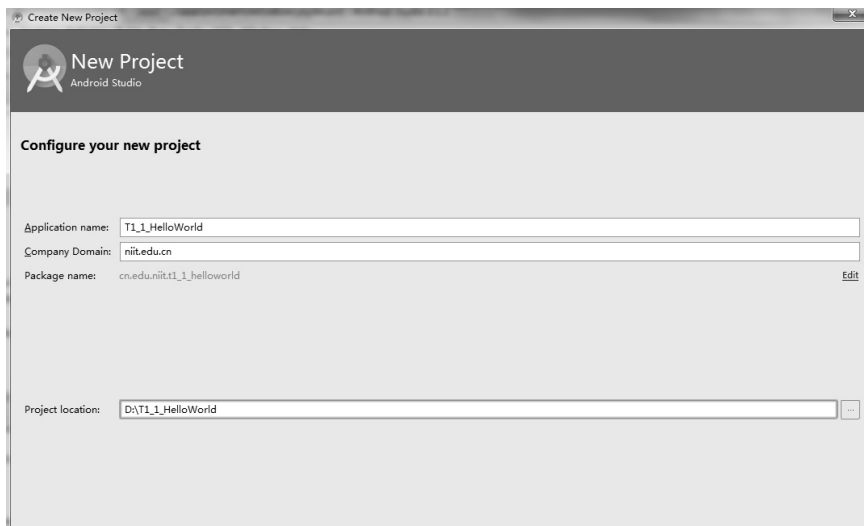 Create New Project
New Project
Android Studio
Configure your new project
Application name: T1_1_HelloWorld
Company Domain: niit.edu.cn
Package name: cn.edu.niit.t1_1_helloworld Edit
Project location: D:\T1_1_HelloWorld ...